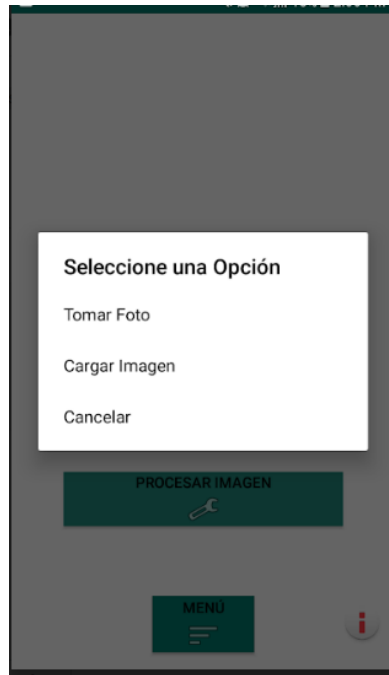 Seleccione una Opción
Tomar Foto
Cargar Imagen
Cancelar
PROCESAR IMAGEN
MENÚ
i